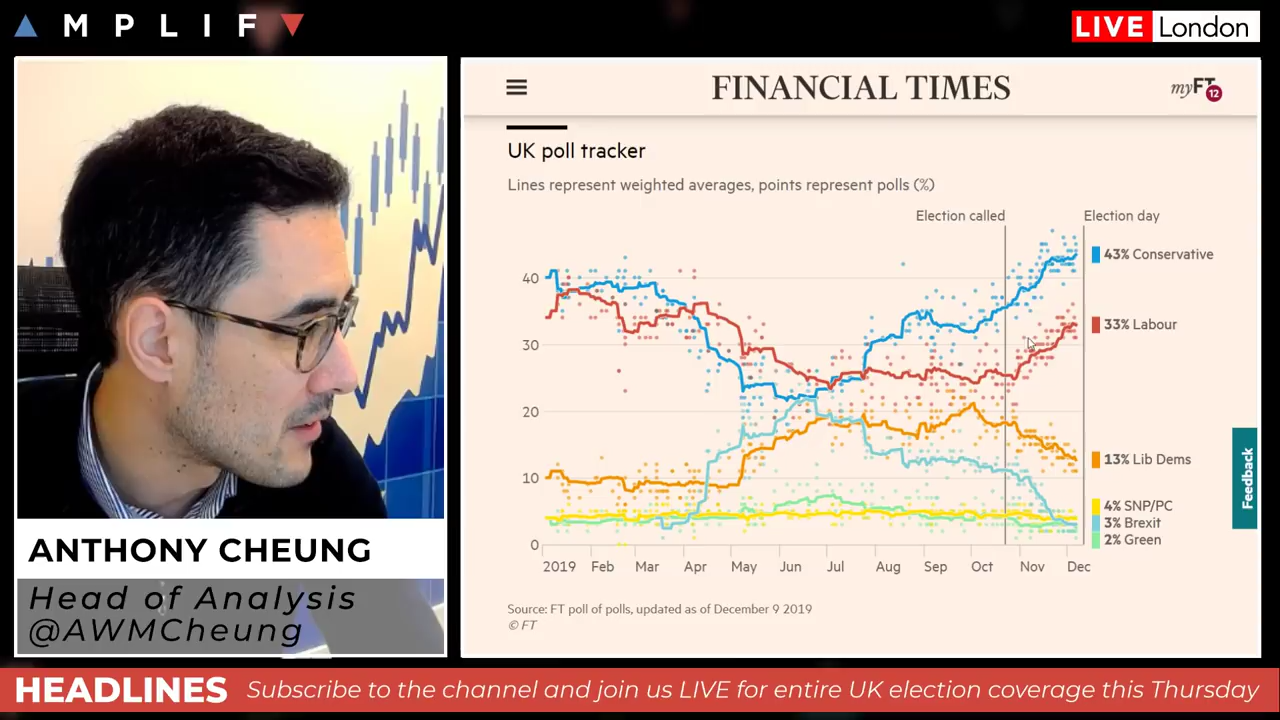 AMPLIFY
LIVE London
FINANCIAL TIMES
myFT
12
UK poll tracker
Lines represent weighted averages, points represent polls (%)
Election called
Election day
40
30
20
10
0
43% Conservative
33% Labour
13% Lib Dems
4% SNP/PC
3% Brexit
2% Green
2019 Feb Mar Apr May Jun Jul Aug Sep Oct Nov Dec
Source: FT poll of polls, updated as of December 9 2019
© FT
Feedback
ANTHONY CHEUNG
Head of Analysis
@AWMCheung
HEADLINES Subscribe to the channel and join us LIVE for entire UK election coverage this Thursday